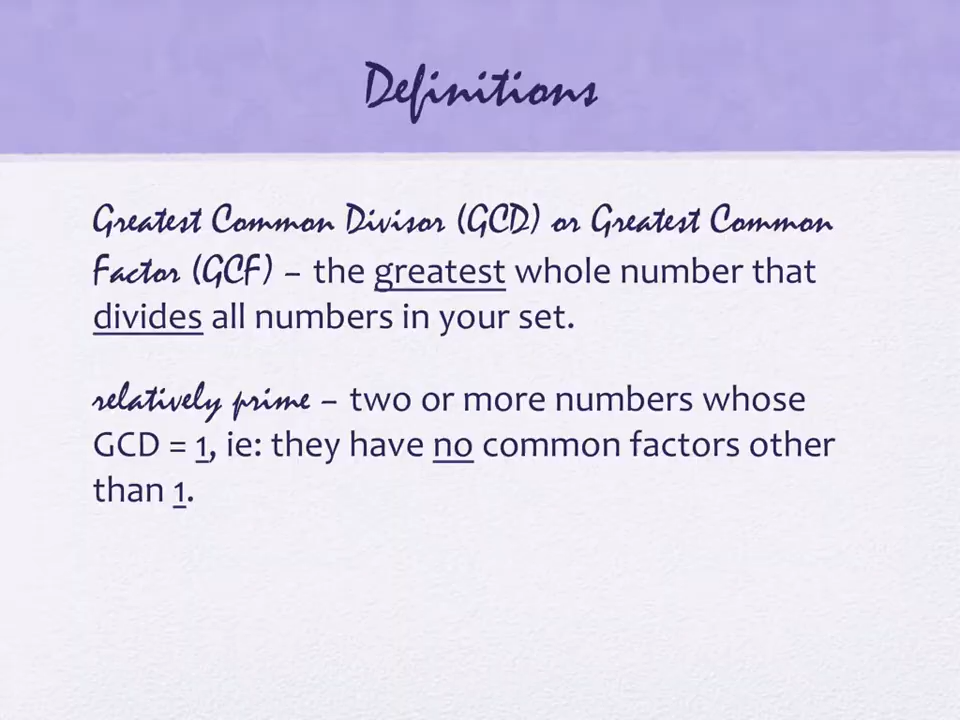 Definitions
Greatest Common Divisor (GCD) or Greatest Common
Factor (GCF) – the greatest whole number that
divides all numbers in your set.
relatively prime – two or more numbers whose
GCD = 1, ie: they have no common factors other
than 1.